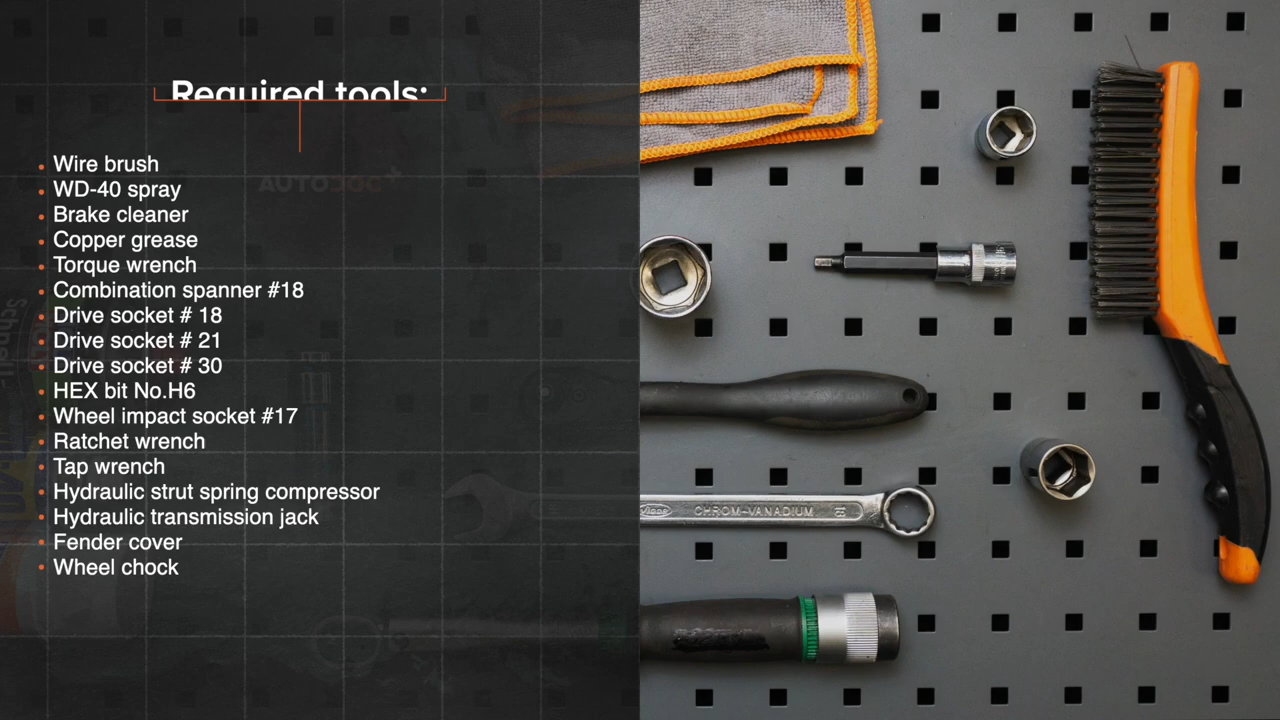 Required tools:
AUTODOC
Wire brush
WD-40 spray
Brake cleaner
Copper grease
Torque wrench
Combination spanner #18
Drive socket # 18
Drive socket # 21
Drive socket # 30
HEX bit No.H6
Wheel impact socket #17
Ratchet wrench
Tap wrench
Hydraulic strut spring compressor
Hydraulic transmission jack
Fender cover
Wheel chock
CHROM-VANADIUM 18